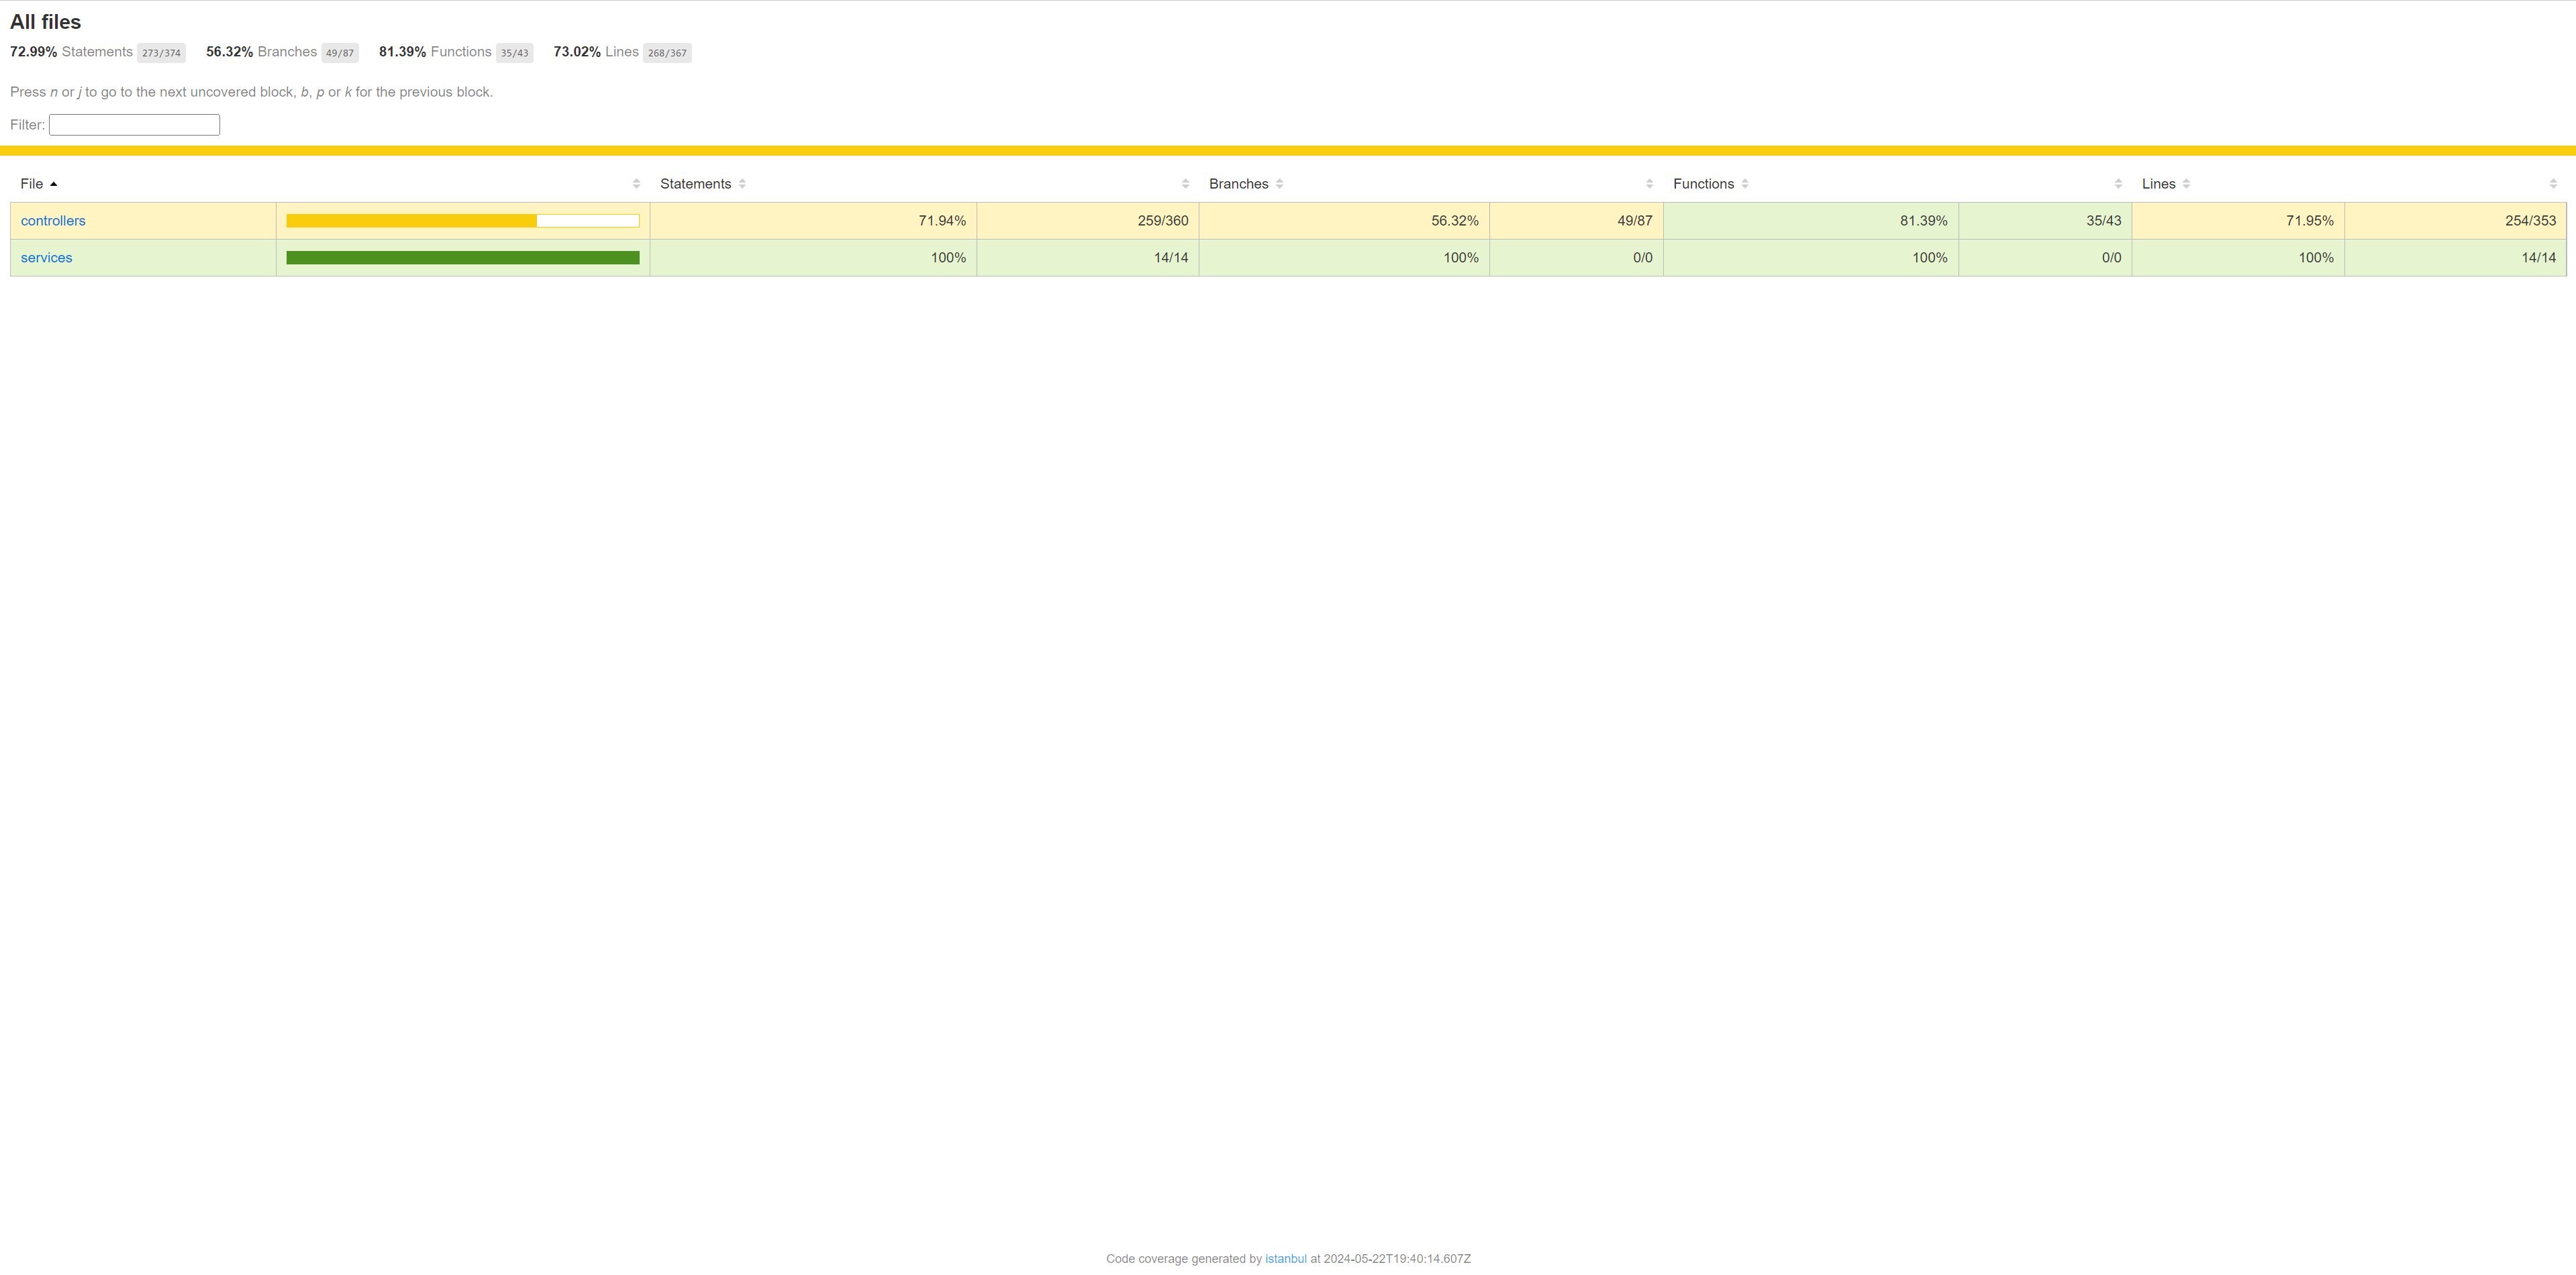 All files
72.99% Statements 273/374 56.32% Branches 49/87 81.39% Functions 35/43 73.02% Lines 268/367
Press n or j to go to the next uncovered block, b, p or k for the previous block.
Filter:
File Statements Branches Functions Lines
controllers 71.94% 259/360 56.32% 49/87 81.39% 35/43 71.95% 254/353
services 100% 14/14 100% 0/0 100% 0/0 100% 14/14
Code coverage generated by istanbul at 2024-05-22T19:40:14.607Z